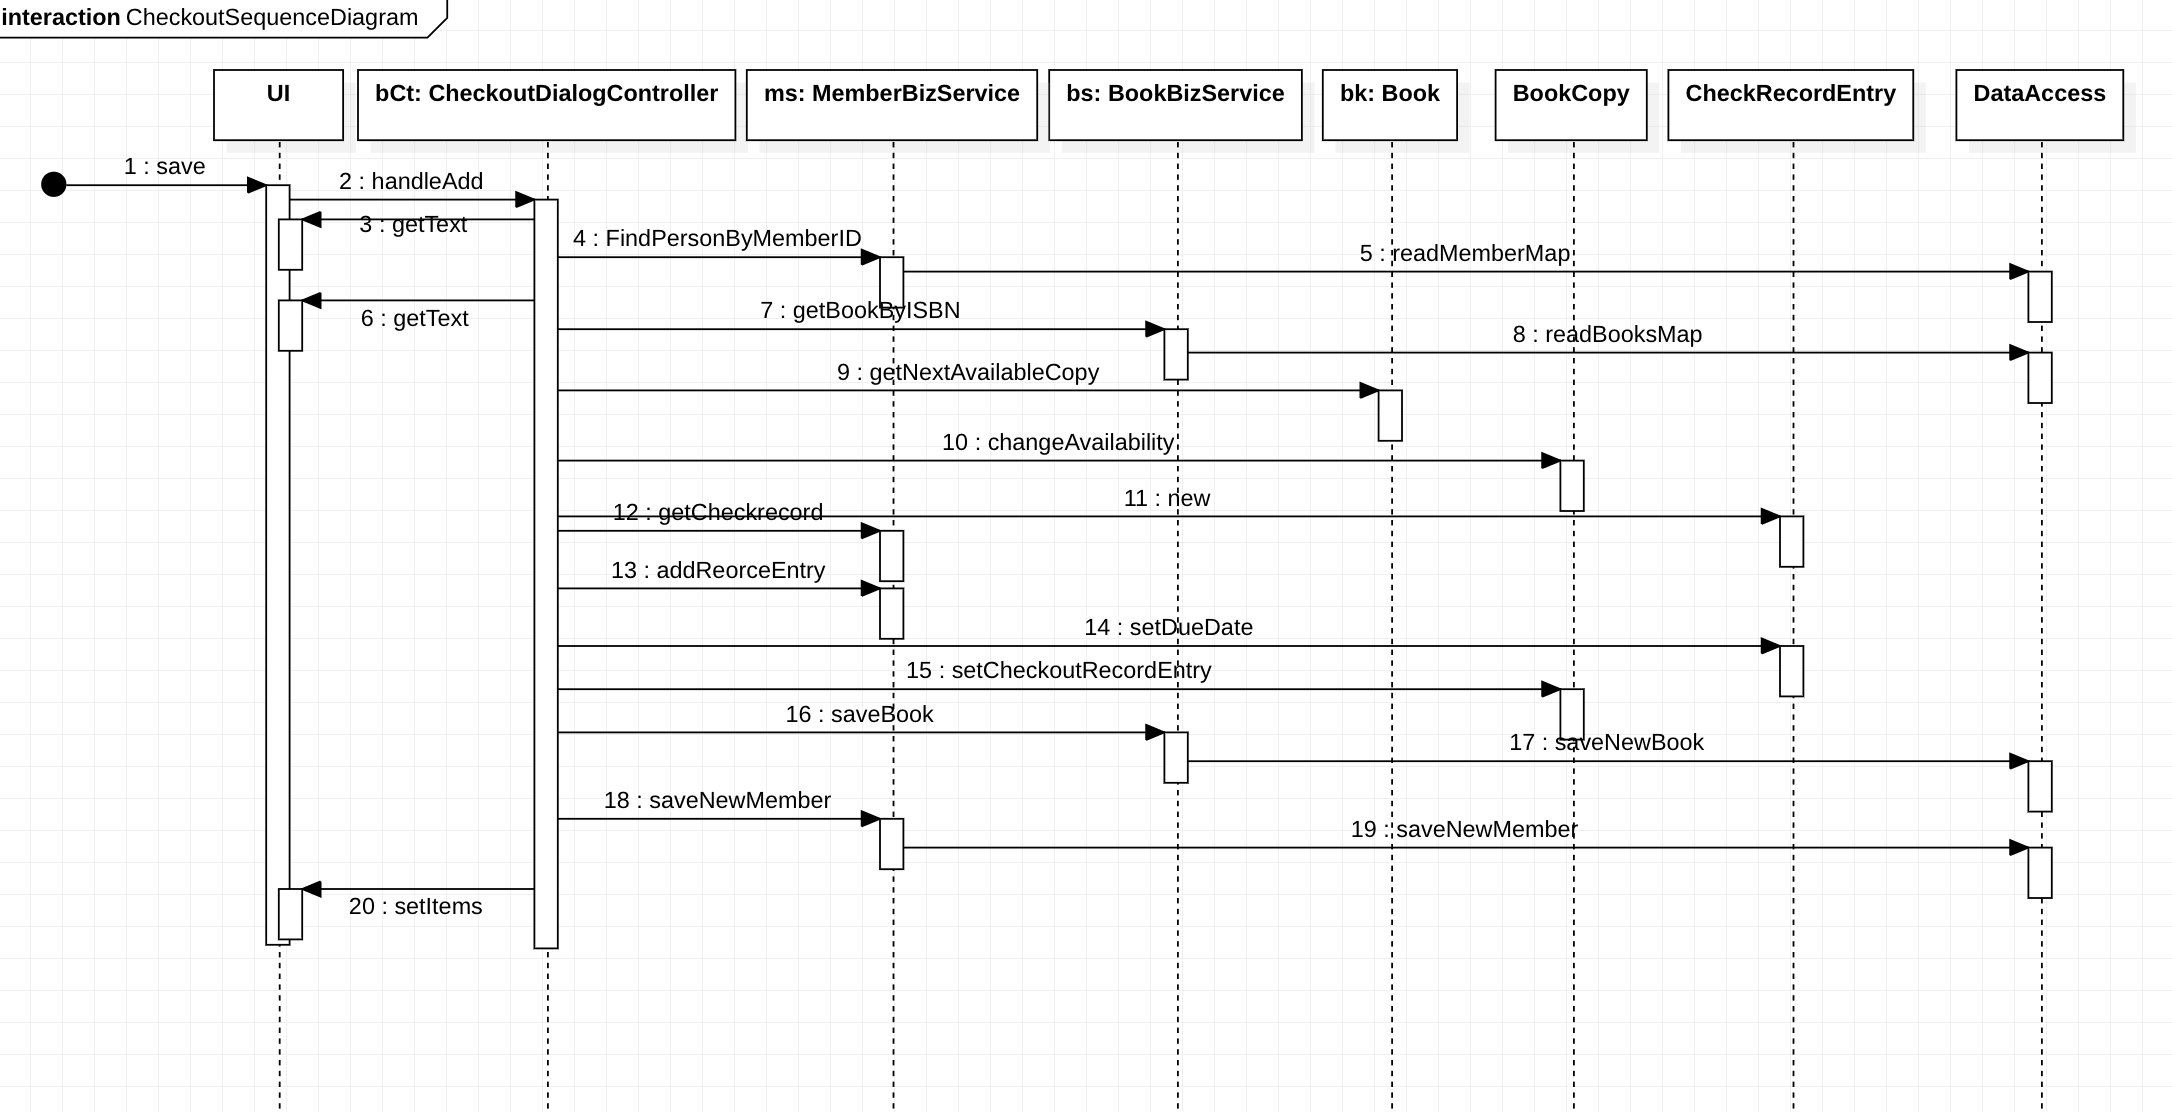 interaction CheckoutSequenceDiagram
UI
bCt: CheckoutDialogController
ms: MemberBizService
bs: BookBizService
bk: Book
BookCopy
CheckRecordEntry
DataAccess
1 : save
2 : handleAdd
3 : getText
4 : FindPersonByMemberID
5 : readMemberMap
6 : getText
7 : getBookByISBN
8 : readBooksMap
9 : getNextAvailableCopy
10 : changeAvailability
11 : new
12 : getCheckrecord
13 : addReorceEntry
14 : setDueDate
15 : setCheckoutRecordEntry
16 : saveBook
17 : saveNewBook
18 : saveNewMember
19 : saveNewMember
20 : setItems